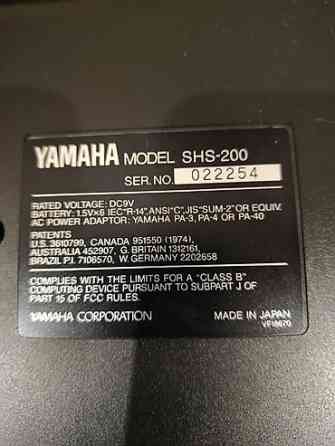 YAMAHA MODEL SHS-200
SER. NO. 022254
RATED VOLTAGE: DC9V
BATTERY: 1.5V×6 IEC"R-14",ANSI"C",JIS"SUM-2" OR EQUIV.
AC POWER ADAPTOR: YAMAHA PA-3, PA-4 OR PA-40
PATENTS
U.S. 3610799, CANADA 951550 (1974),
AUSTRALIA 452907, G. BRITAIN 1312161,
BRAZIL P.I. 7106570, W GERMANY 2202658
COMPLIES WITH THE LIMITS FOR A "CLASS B"
COMPUTING DEVICE PURSUANT TO SUBPART J OF
PART 15 OF FCC RULES.
YAMAHA CORPORATION MADE IN JAPAN